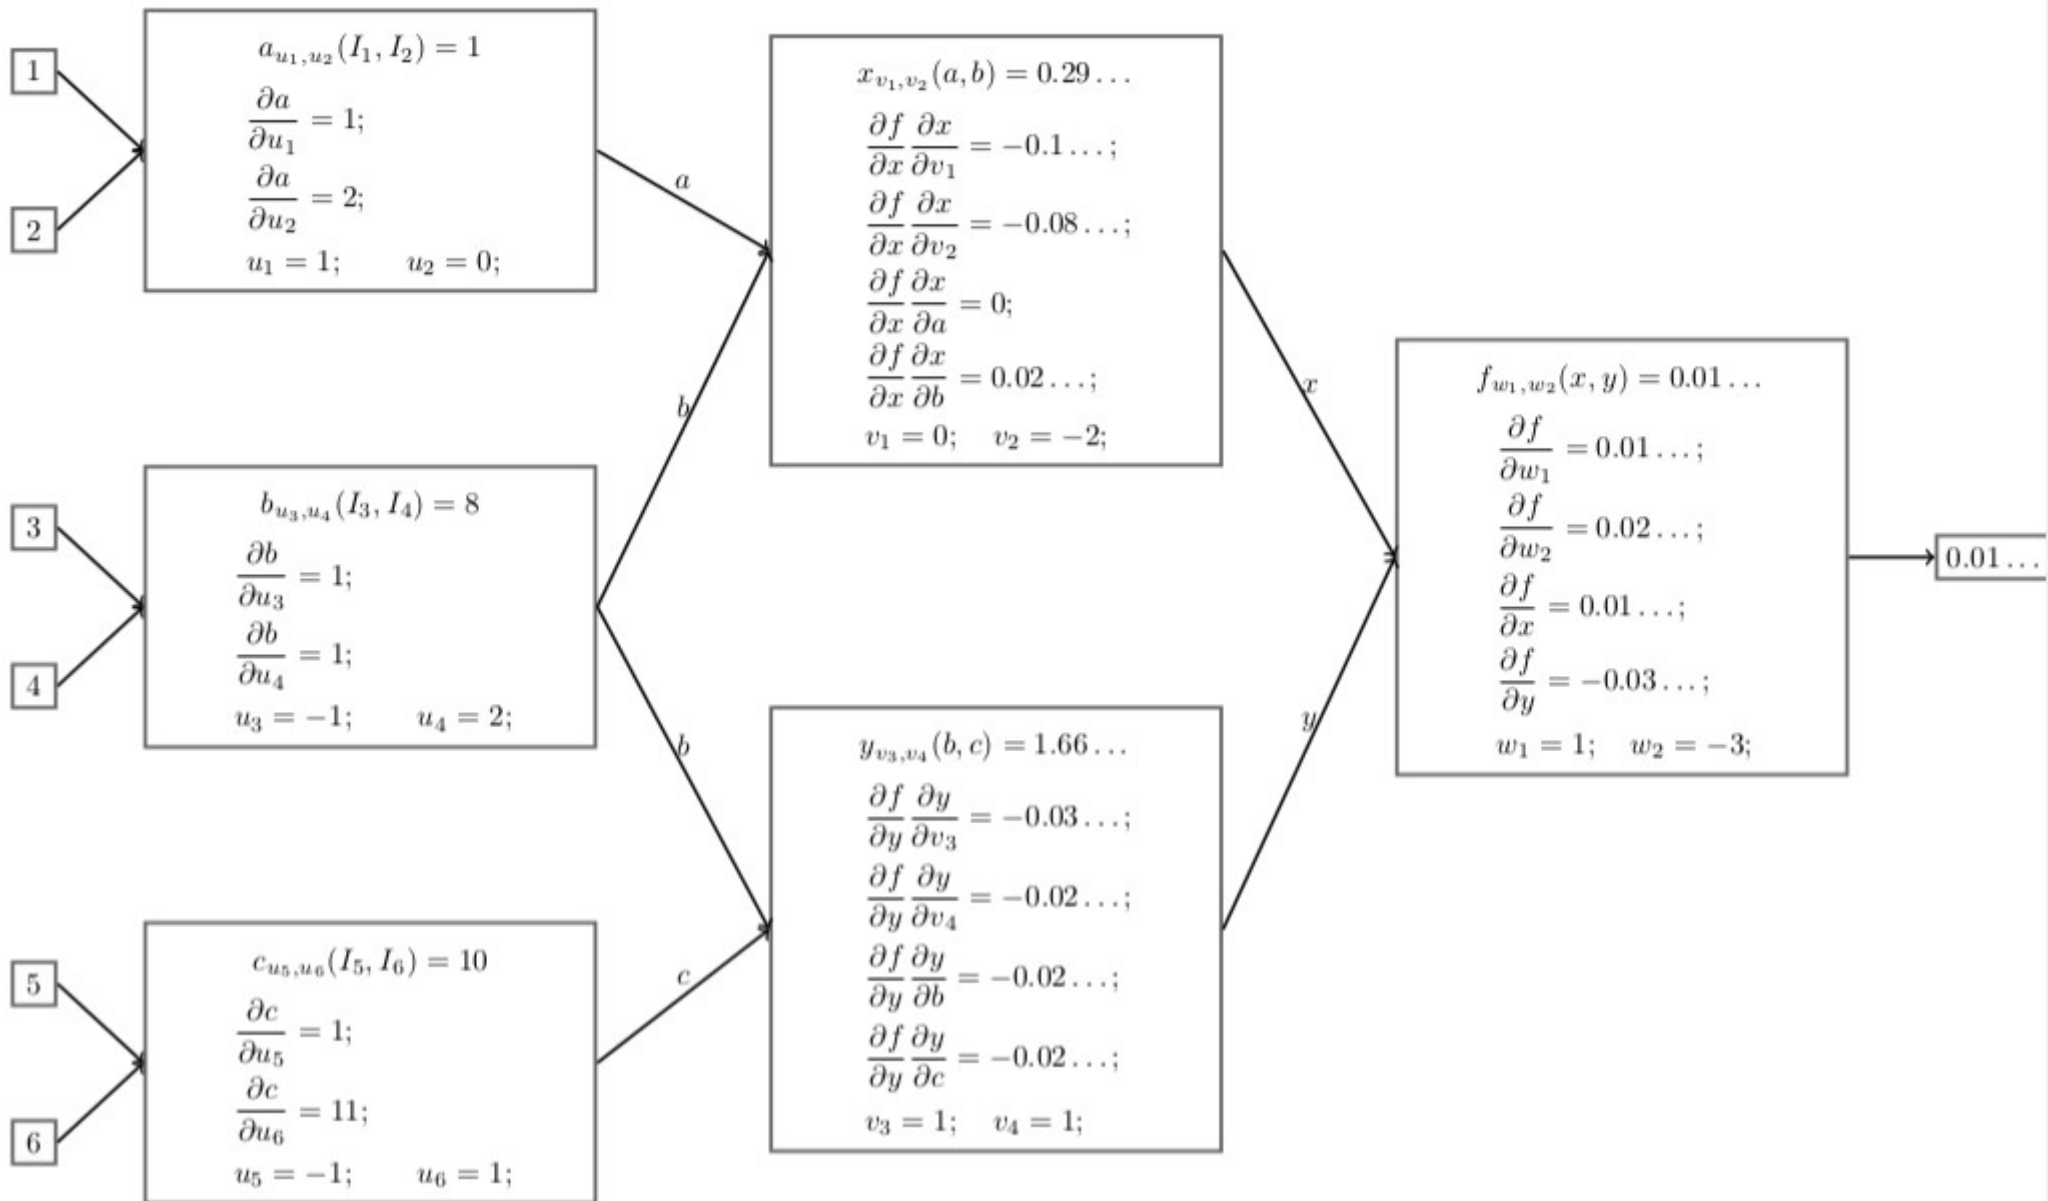 1
2
a_{u_1,u_2}(I_1, I_2) = 1
∂a/∂u_1 = 1;
∂a/∂u_2 = 2;
u_1 = 1; u_2 = 0;
3
4
b_{u_3,u_4}(I_3, I_4) = 8
∂b/∂u_3 = 1;
∂b/∂u_4 = 1;
u_3 = −1; u_4 = 2;
5
6
c_{u_5,u_6}(I_5, I_6) = 10
∂c/∂u_5 = 1;
∂c/∂u_6 = 11;
u_5 = −1; u_6 = 1;
a
b
b
c
x_{v_1,v_2}(a, b) = 0.29...
∂f/∂x ∂x/∂v_1 = −0.1...;
∂f/∂x ∂x/∂v_2 = −0.08...;
∂f/∂x ∂x/∂a = 0;
∂f/∂x ∂x/∂b = 0.02...;
v_1 = 0; v_2 = −2;
y_{v_3,v_4}(b, c) = 1.66...
∂f/∂y ∂y/∂v_3 = −0.03...;
∂f/∂y ∂y/∂v_4 = −0.02...;
∂f/∂y ∂y/∂b = −0.02...;
∂f/∂y ∂y/∂c = −0.02...;
v_3 = 1; v_4 = 1;
x
y
f_{w_1,w_2}(x, y) = 0.01...
∂f/∂w_1 = 0.01...;
∂f/∂w_2 = 0.02...;
∂f/∂x = 0.01...;
∂f/∂y = −0.03...;
w_1 = 1; w_2 = −3;
0.01...